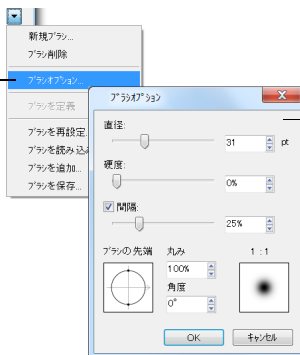 新規ブラシ...
ブラシ削除
ブラシオプション...
ブラシを定義
ブラシを再設定
ブラシを読み込み
ブラシを追加...
ブラシを保存...
ブラシオプション
直径:
31 pt
硬度:
0%
間隔:
25%
ブラシの先端 丸み 1 : 1
100%
角度
0°
OK キャンセル